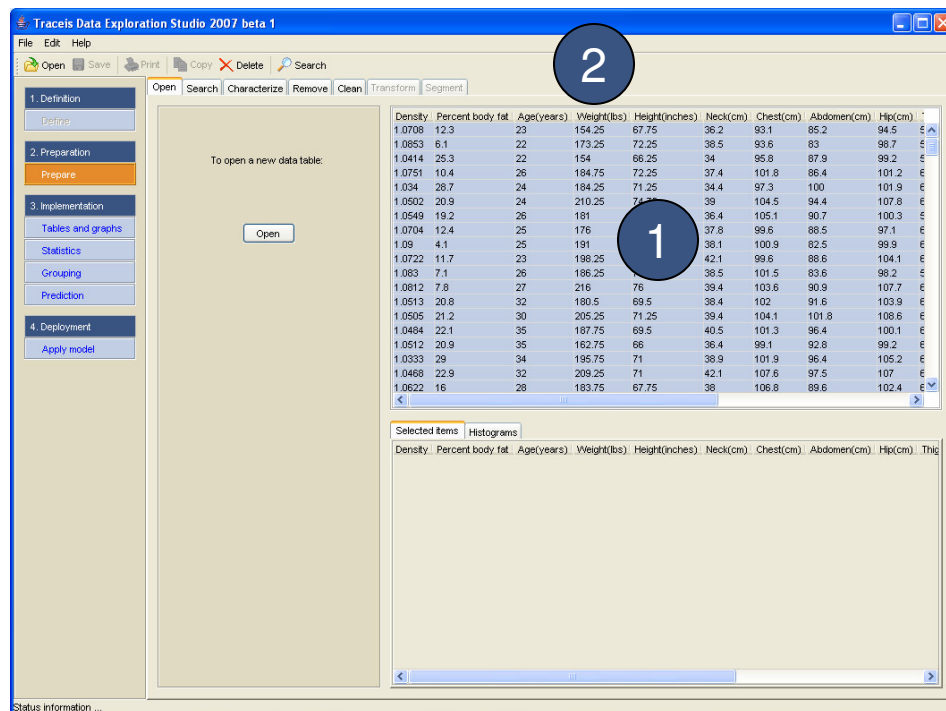 Traceis Data Exploration Studio 2007 beta 1
File Edit Help
Open Save Print Copy Delete Search
2
Open Search Characterize Remove Clean Transform Segment
1. Definition
Define
2. Preparation
Prepare
3. Implementation
Tables and graphs
Statistics
Grouping
Prediction
4. Deployment
Apply model
To open a new data table:
Open
Density Percent body fat Age(years) Weight(lbs) Height(inches) Neck(cm) Chest(cm) Abdomen(cm) Hip(cm)
1.0708 12.3 23 154.25 67.75 36.2 93.1 85.2 94.5
1.0853 6.1 22 173.25 72.25 38.5 93.6 83 98.7
1.0414 25.3 22 154 66.25 34 95.8 87.9 99.2
1.0751 10.4 26 184.75 72.25 37.4 101.8 86.4 101.2
1.034 28.7 24 184.25 71.25 34.4 97.3 100 101.9
1.0502 20.9 24 210.25 39 104.5 94.4 107.8
1.0549 19.2 26 181 36.4 105.1 90.7 100.3
1.0704 12.4 25 176 37.8 99.6 88.5 97.1
1.09 4.1 25 191 38.1 100.9 82.5 99.9
1.0722 11.7 23 198.25 42.1 99.6 88.6 104.1
1.083 7.1 26 186.25 38.5 101.5 83.6 98.2
1.0812 7.8 27 216 76 39.4 103.6 90.9 107.7
1.0513 20.8 32 180.5 69.5 38.4 102 91.6 103.9
1.0505 21.2 30 205.25 71.25 39.4 104.1 101.8 108.6
1.0484 22.1 35 187.75 69.5 40.5 101.3 96.4 100.1
1.0512 20.9 35 162.75 66 36.4 99.1 92.8 99.2
1.0333 29 34 195.75 71 38.9 101.9 96.4 105.2
1.0468 22.9 32 209.25 71 42.1 107.6 97.5 107
1.0622 16 28 183.75 67.75 38 106.8 89.6 102.4
1
Selected items Histograms
Density Percent body fat Age(years) Weight(lbs) Height(inches) Neck(cm) Chest(cm) Abdomen(cm) Hip(cm) Thig
Status information ...